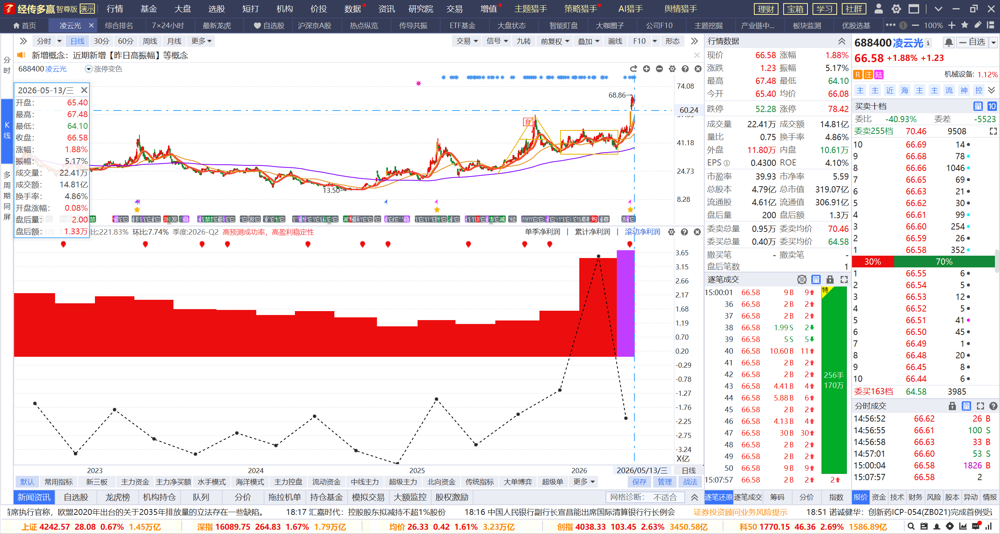 经传多赢 智尊版 演示 行情 基金 大盘 选股 短打 机构 价投 数据 资讯 研究院 交易 增值 主题猎手 策略猎手 AI猎手 舆情猎手 理财 宝箱 学习 社群
首页 凌云光 综合排名 7×24小时 最新龙虎 自选股 沪深京A股 热点纵览 传导共振 ETF基金 大盘状态 智能盯盘 大咖圈子 公司F10 主题挖掘 产业链中... 板块监测 优股选基 100%
分时 日线 30分 60分 周线 月线 更多 交易 信号 九转 前复权 叠加 画线 F10 形态
新增概念：近期新增【昨日高振幅】等概念
688400 凌云光 涨停变色
分时
K线
多周期同屏
2026-05-13/三
开盘: 65.40
最高: 67.48
最低: 64.10
收盘: 66.58
涨幅: 1.88%
振幅: 5.17%
成交量: 22.41万
成交额: 14.81亿
换手率: 4.86%
开盘涨幅: 0.08%
盘后量: 2.00
盘后额: 1.33万
74.08
60.24
41.18
24.73
8.28
68.86
13.50
比:221.83% 环比:7.74% 季度:2026-Q2 高预测成功率，高盈利稳定性 单季净利润 累计净利润 滚动净利润
3.65
3.15
2.66
2.17
1.68
1.19
0.70
0.20
-0.29
-0.78
-1.27
-1.76
-2.25
-2.75
-3.24
X亿
2023 2024 2025 2026 2026/05/13/三 日线
默认 常用指标 新三板 主力资金 主力净买额 水手模式 海洋模式 主力控盘 流动资金 中线主力 超级主力 北向资金 传统指标 大单博弈 超级单 更多 保存 管理 战法
新闻资讯 自选股 龙虎榜 机构持仓 队列 分价 拖拉机单 持仓基金 模拟交易 大额监控 股权激励 网格诊断： 不适合
行情数据
现价 66.58 涨幅 1.88%
涨跌 1.23 振幅 5.17%
最高 67.48 最低 64.10
今开 65.40 均价 66.08
跌停 52.28 涨停 78.42
成交量 22.41万 成交额 14.81亿
量比 0.75 换手率 4.86%
外盘 11.80万 内盘 10.61万
EPS ① 0.4300 ROE 4.10%
市盈率 39.93 市净率 5.59
总股本 4.79亿 总市值 319.07亿
流通股 4.61亿 流通值 306.91亿
盘后量 200 盘后额 1.3万
委卖总量 0.95万 委卖均价 70.46
委买总量 0.40万 委买均价 64.58
撤买笔 - 撤卖笔 -
盘后笔数 1
逐笔成交 量
15:00:01 66.58 9 B 9
36 66.58 2 B 2
37 66.58 2 B 2
38 66.58 1.99 S 2
39 66.58 5 S 5
40 66.58 10.60 B 11
41 66.58 2 B 2
42 66.58 2 B 2
43 66.58 4.41 B 4
44 66.58 5.88 B 6
45 66.58 2 B 2
46 66.58 4.13 B 4
47 66.58 30 B 30
48 66.58 2 B 2
49 66.58 2 B 2
50 66.58 9 B 9
15:07:57 66.58 2 B 2 2
特
256手
170万
逐笔还原 逐笔成交 筹码 分价 指数
688400 凌云光 自选
66.58 +1.88% +1.23
R 注 陆 机械设备: 1.12%
主 主 近 海 主 主 流 神 控
买卖十档 量 10
委比 -40.93% 委差 -5523
委卖255档 70.46 9508
10 66.69 14
9 66.68 78
8 66.66 1046
7 66.65 69
6 66.63 21
5 66.62 30
4 66.61 99
3 66.60 254
2 66.59 26
1 66.58 352
30% 70%
1 66.55 6
2 66.54 5
3 66.53 12
4 66.52 5
5 66.51 41
6 66.50 45
7 66.49 1
8 66.48 20
9 66.45 8
10 66.44 6
委买163档 64.58 3985
分时成交 量
14:56:52 66.62 26 B
14:56:55 66.61 100 S
14:56:58 66.63 33 B
14:57:01 66.60 53 S
15:00:04 66.58 1826 B
15:07:57 66.58 2
报价 资金 技术 财务 风险 股本 异动 情报
首席执行官称，欧盟2020年出台的关于2035年排放量的立法存在一些缺陷。 18:17 汇嘉时代：控股股东拟减持不超1%股份 18:16 中国人民银行副行长宣昌能出席国际清算银行行长例会 证券投资顾问业务风险提示 18:51 诺诚健华：创新药ICP-054(ZB021)完成首例受
上证 4242.57 28.08 0.67% 1.45万亿 深指 16089.75 264.83 1.67% 1.79万亿 均价 26.33 0.42 1.61% 3.23万亿 创指 4038.33 103.45 2.63% 3450.58亿 科50 1770.15 46.36 2.69% 1586.89亿